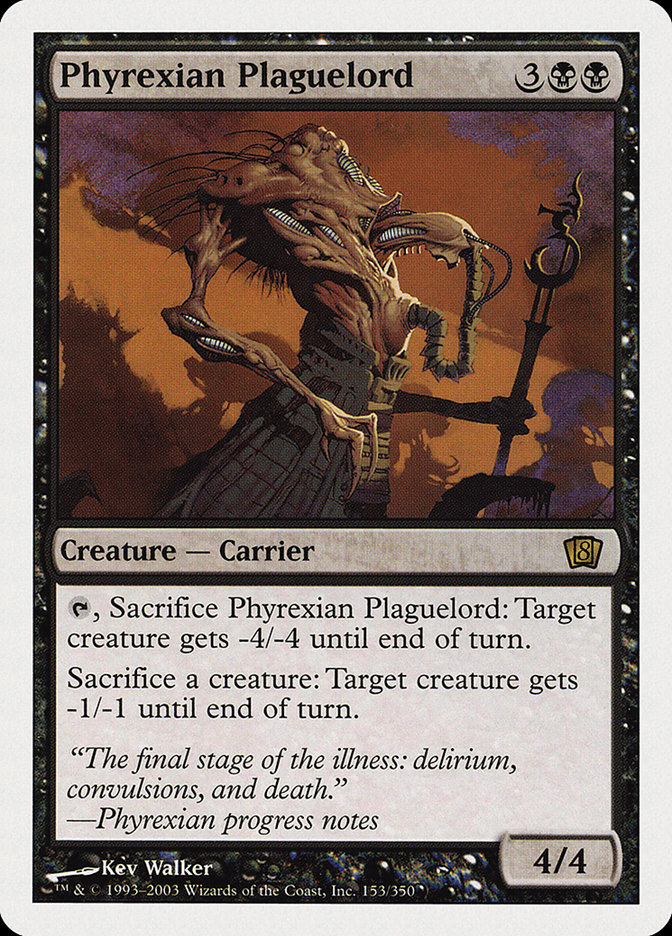 Phyrexian Plaguelord 3
Creature — Carrier 8
, Sacrifice Phyrexian Plaguelord: Target
creature gets -4/-4 until end of turn.
Sacrifice a creature: Target creature gets
-1/-1 until end of turn.
“The final stage of the illness: delirium,
convulsions, and death.”
—Phyrexian progress notes
4/4
Kev Walker
™ & © 1993–2003 Wizards of the Coast, Inc. 153/350